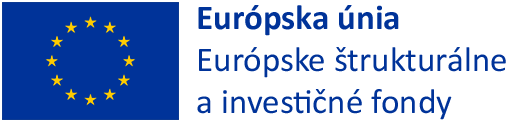 Európska únia
Európske štrukturálne
a investičné fondy